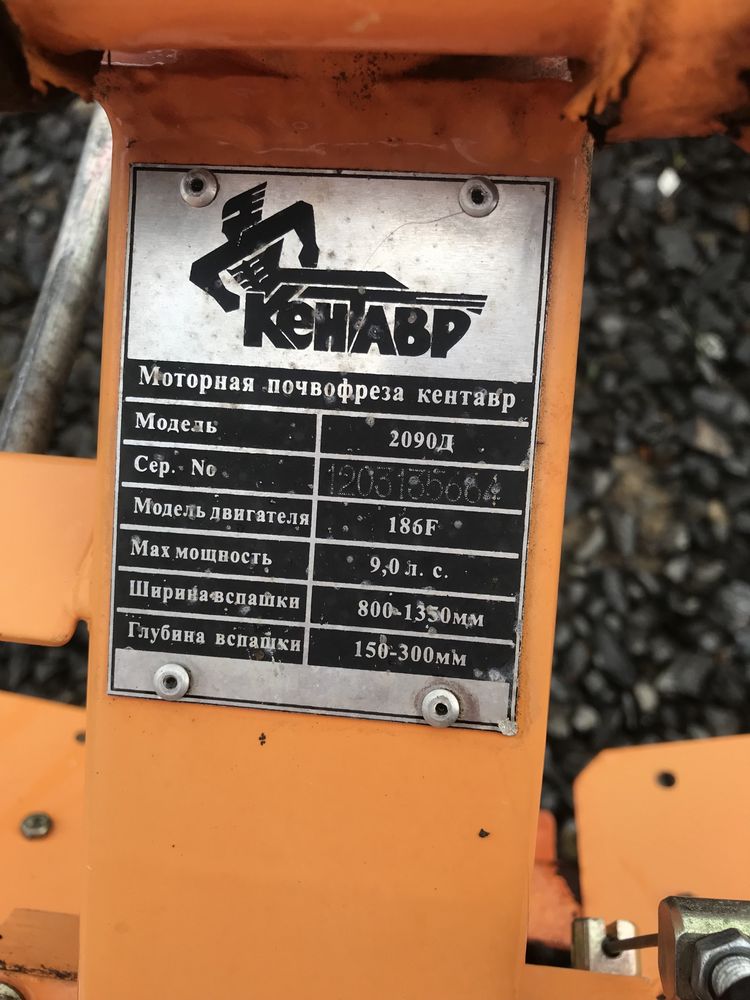 Кентавр
Моторная почвофреза кентавр
Модель 2090Д
Сер. No 1203135664
Модель двигателя 186F
Мах мощность 9,0 л. с.
Ширина вспашки 800-1350мм
Глубина вспашки 150-300мм